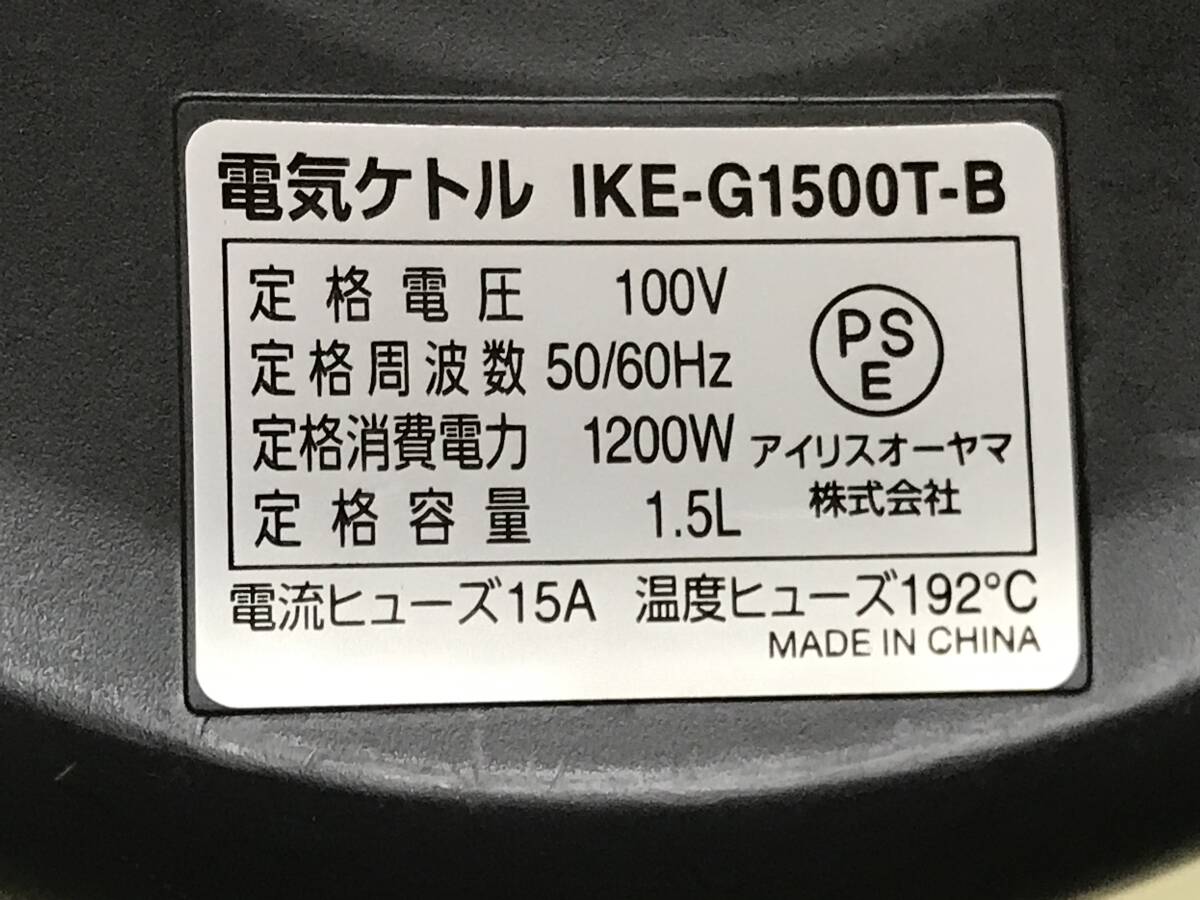 電気ケトル IKE-G1500T-B
定格電圧 100V
定格周波数 50/60Hz
定格消費電力 1200W
定格容量 1.5L
PS
E
アイリスオーヤマ
株式会社
電流ヒューズ15A 温度ヒューズ192°C
MADE IN CHINA